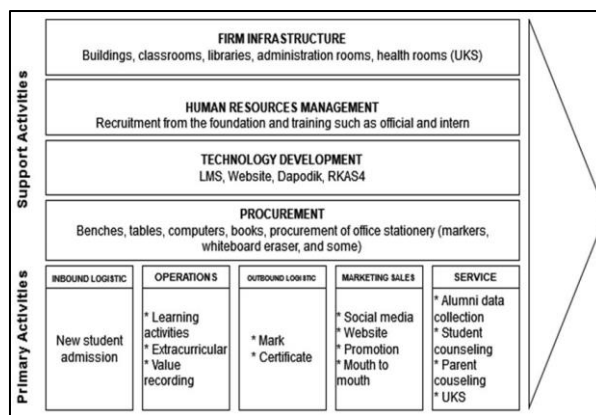 Support Activities
FIRM INFRASTRUCTURE
Buildings, classrooms, libraries, administration rooms, health rooms (UKS)
HUMAN RESOURCES MANAGEMENT
Recruitment from the foundation and training such as official and intern
TECHNOLOGY DEVELOPMENT
LMS, Website, Dapodik, RKAS4
PROCUREMENT
Benches, tables, computers, books, procurement of office stationery (markers,
whiteboard eraser, and some)
Primary Activities
INBOUND LOGISTIC
New student
admission
OPERATIONS
* Learning
activities
* Extracurricular
* Value
recording
OUTBOUND LOGISTIC
* Mark
* Certificate
MARKETING SALES
* Social media
* Website
* Promotion
* Mouth to
mouth
SERVICE
* Alumni data
collection
* Student
counseling
* Parent
couseling
* UKS